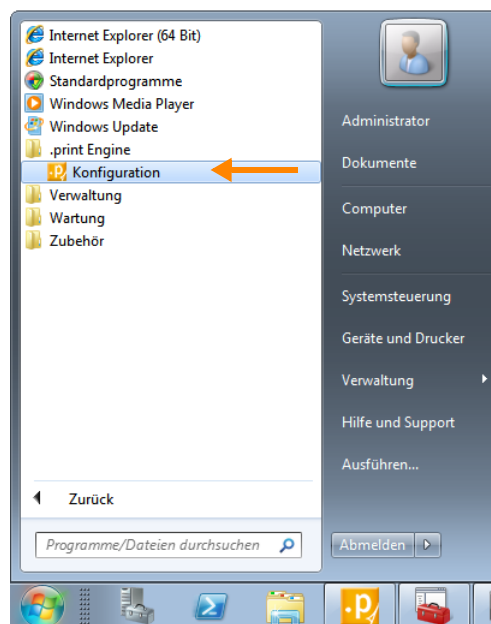 Internet Explorer (64 Bit)
Internet Explorer
Standardprogramme
Windows Media Player
Windows Update
.print Engine
Konfiguration
Verwaltung
Wartung
Zubehör
Zurück
Programme/Dateien durchsuchen
Administrator
Dokumente
Computer
Netzwerk
Systemsteuerung
Geräte und Drucker
Verwaltung
Hilfe und Support
Ausführen...
Abmelden
.p